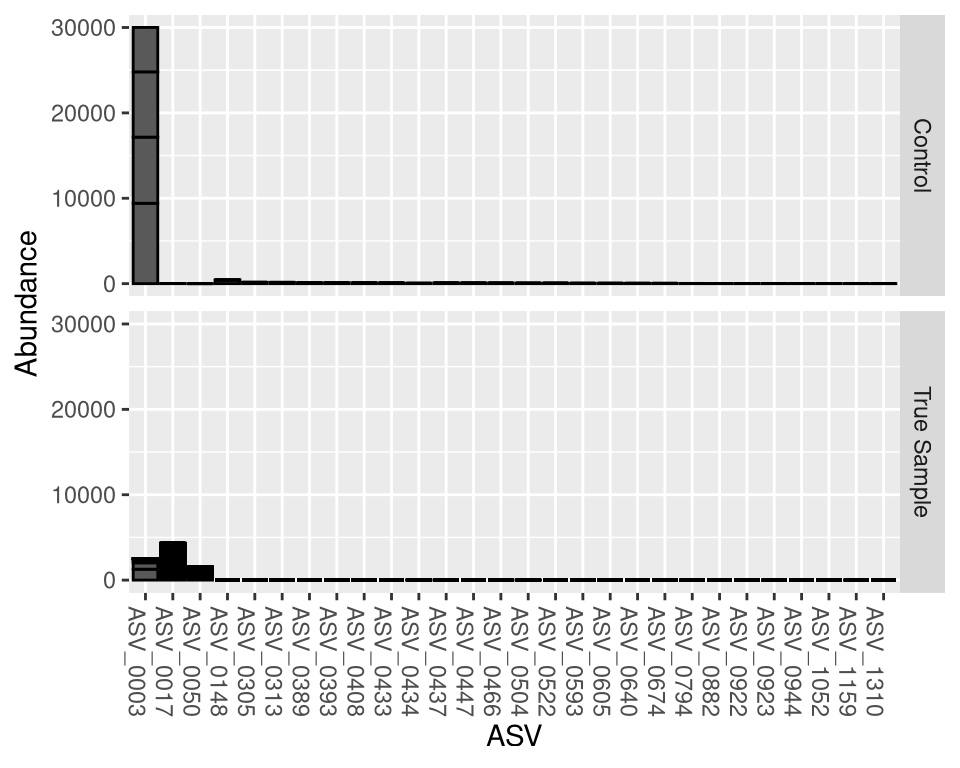 30000
20000
10000
0
Control
30000
20000
10000
0
True Sample
Abundance
ASV_0003
ASV_0017
ASV_0050
ASV_0148
ASV_0305
ASV_0313
ASV_0389
ASV_0393
ASV_0408
ASV_0433
ASV_0434
ASV_0437
ASV_0447
ASV_0466
ASV_0504
ASV_0522
ASV_0593
ASV_0605
ASV_0640
ASV_0674
ASV_0794
ASV_0882
ASV_0922
ASV_0923
ASV_0944
ASV_1052
ASV_1159
ASV_1310
ASV